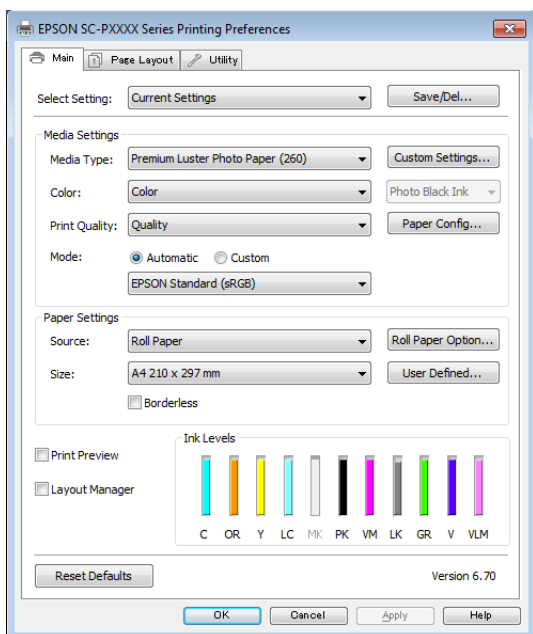 EPSON SC-PXXXX Series Printing Preferences
Main Page Layout Utility
Select Setting: Current Settings Save/Del...
Media Settings
Media Type: Premium Luster Photo Paper (260) Custom Settings...
Color: Color Photo Black Ink
Print Quality: Quality Paper Config...
Mode: Automatic Custom
EPSON Standard (sRGB)
Paper Settings
Source: Roll Paper Roll Paper Option...
Size: A4 210 x 297 mm User Defined...
Borderless
Ink Levels
Print Preview
Layout Manager
C OR Y LC MK PK VM LK GR V VLM
Reset Defaults Version 6.70
OK Cancel Apply Help